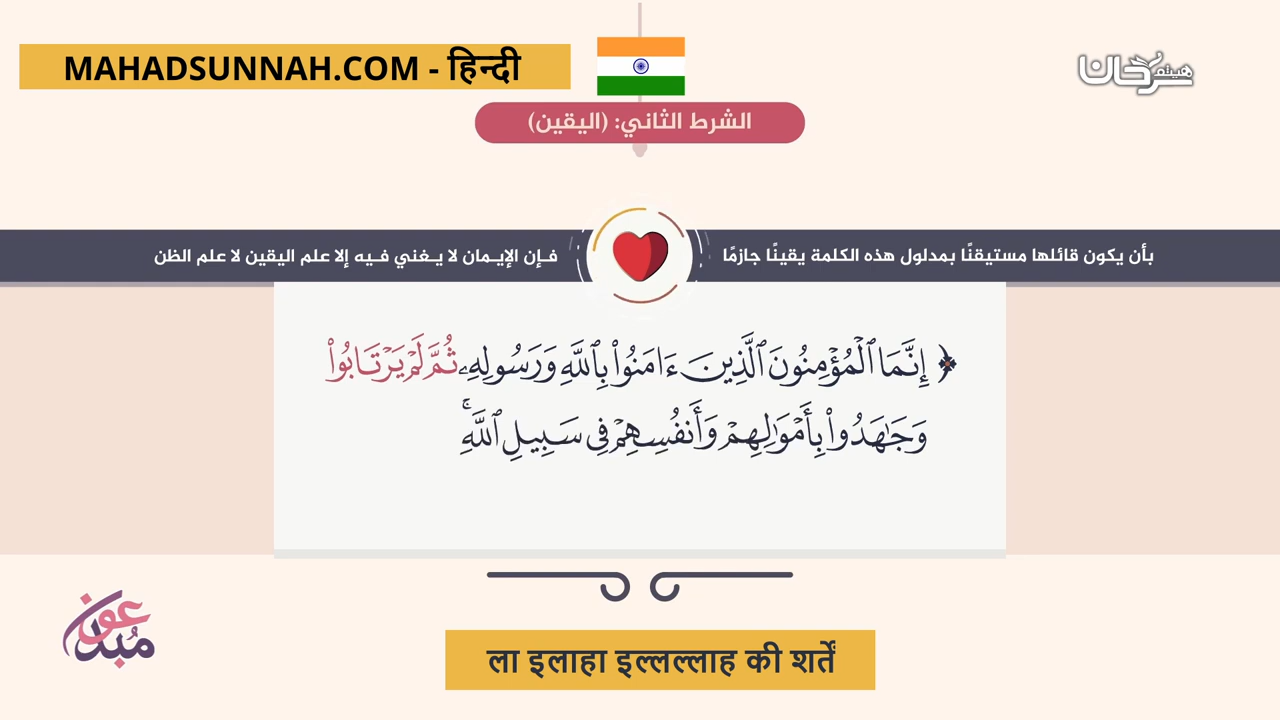 MAHADSUNNAH.COM - हिन्दी
هيثم سرحان
الشرط الثاني: (اليقين)
بأن يكون قائلها مستيقنًا بمدلول هذه الكلمة يقينًا جازمًا
فإن الإيمان لا يغني فيه إلا علم اليقين لا علم الظن
﴿ إِنَّمَا ٱلْمُؤْمِنُونَ ٱلَّذِينَ ءَامَنُوا۟ بِٱللَّهِ وَرَسُولِهِۦ ثُمَّ لَمْ يَرْتَابُوا۟
وَجَٰهَدُوا۟ بِأَمْوَٰلِهِمْ وَأَنفُسِهِمْ فِى سَبِيلِ ٱللَّهِ ۚ
ला इलाहा इल्लल्लाह की शर्तें